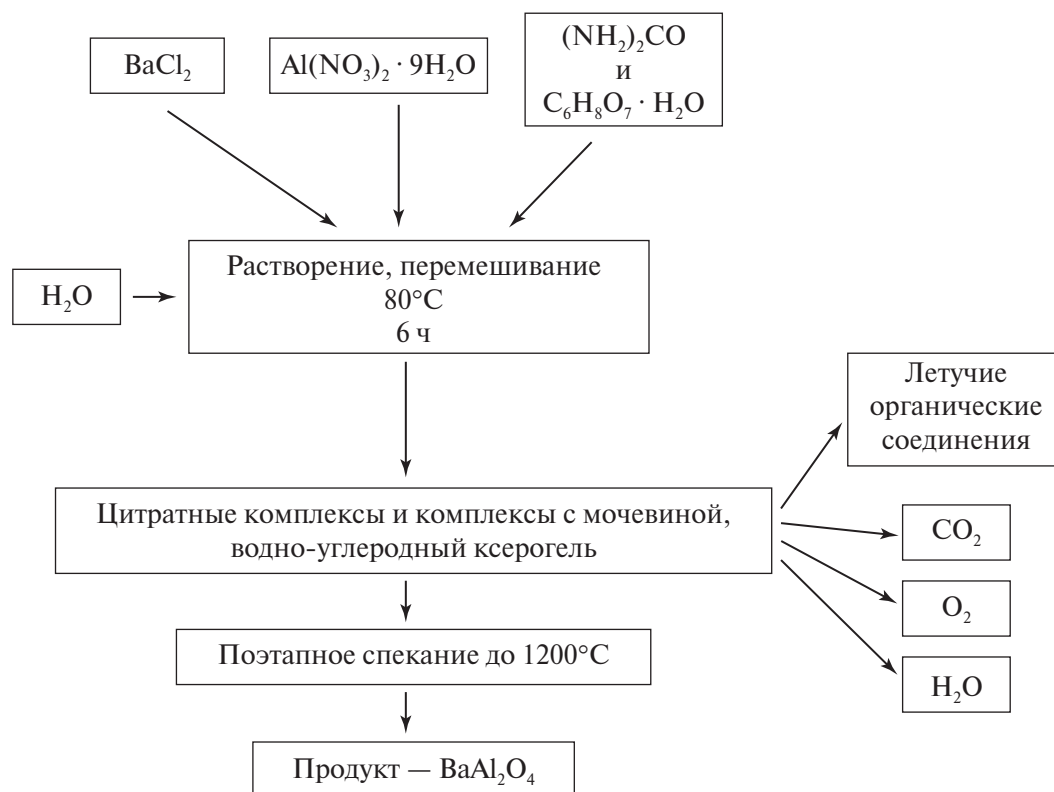 BaCl₂
Al(NO₃)₂ · 9H₂O
(NH₂)₂CO
и
C₆H₈O₇ · H₂O
H₂O
Растворение, перемешивание
80°C
6 ч
Летучие
органические
соединения
Цитратные комплексы и комплексы с мочевиной,
водно-углеродный ксерогель
CO₂
O₂
H₂O
Поэтапное спекание до 1200°C
Продукт — BaAl₂O₄